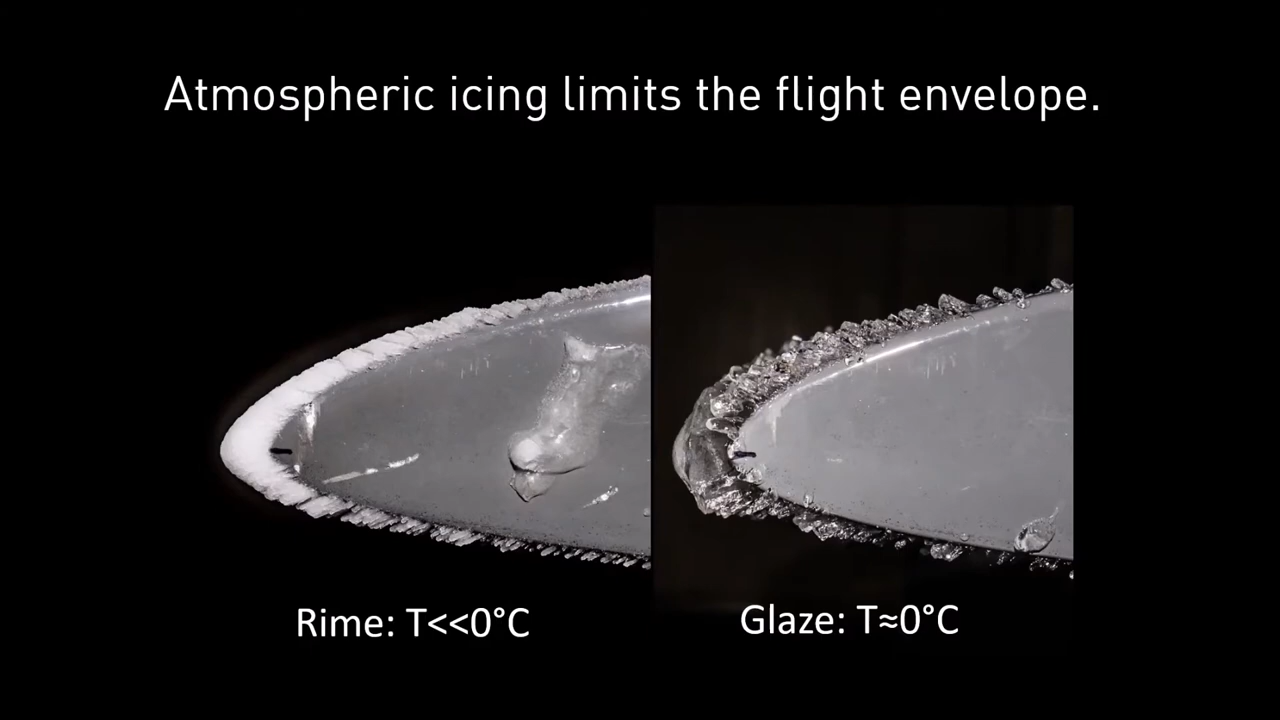 Atmospheric icing limits the flight envelope.
Rime: T<<0°C
Glaze: T≈0°C